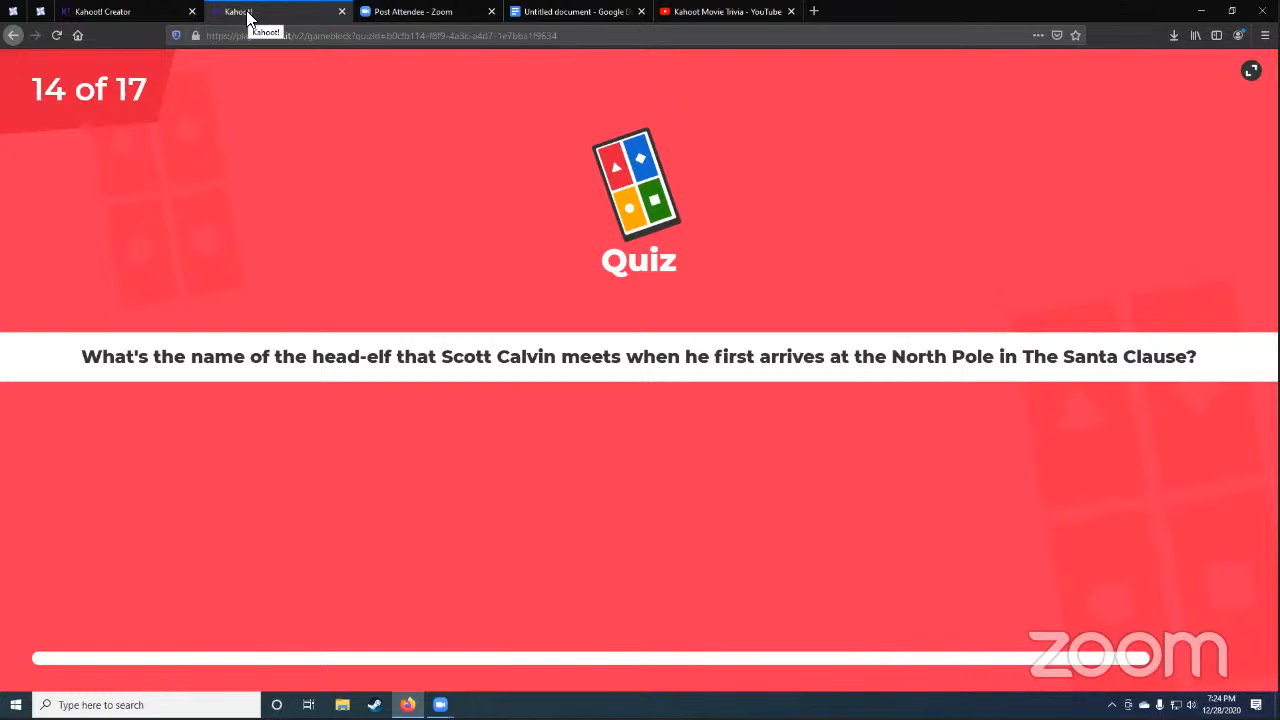 Kahoot! Creator
Kahoot!
Post Attendee - Zoom
Untitled document - Google D
Kahoot Movie Trivia - YouTube
Kahoot!
14 of 17
Quiz
What's the name of the head-elf that Scott Calvin meets when he first arrives at the North Pole in The Santa Clause?
zoom
Type here to search
7:24 PM
12/28/2020